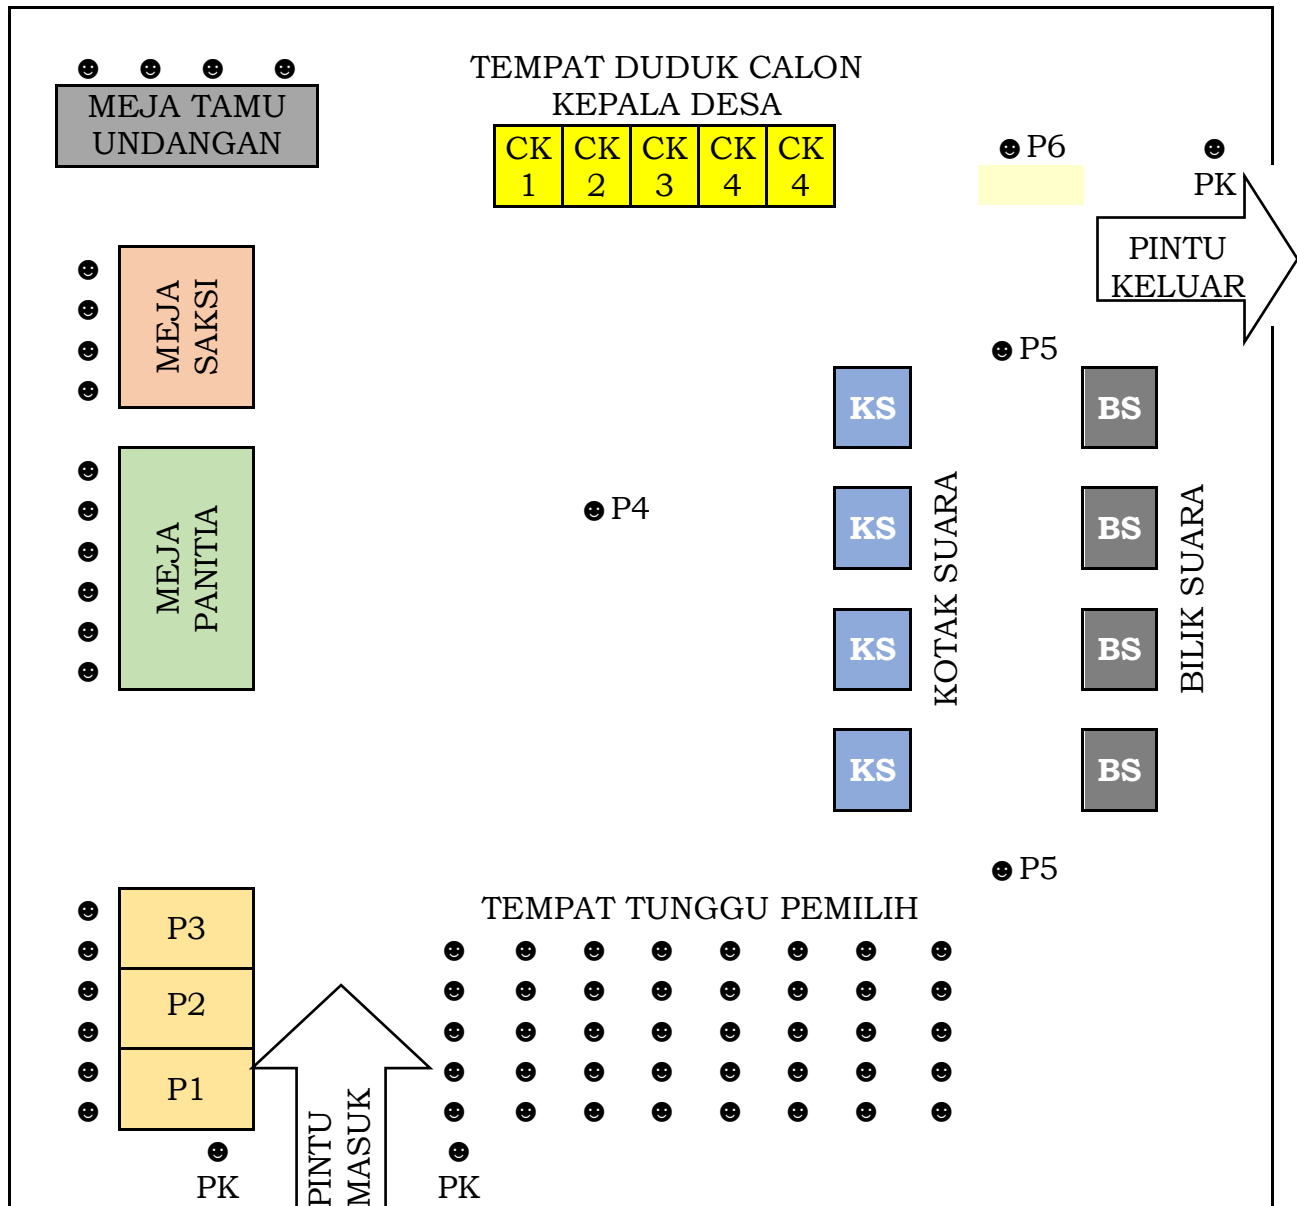 TEMPAT DUDUK CALON
KEPALA DESA
MEJA TAMU
UNDANGAN
CK
1
CK
2
CK
3
CK
4
CK
4
P6
PK
PINTU
KELUAR
MEJA
SAKSI
P5
KS
BS
MEJA
PANITIA
P4
KS
BS
KOTAK SUARA
BILIK SUARA
KS
BS
KS
BS
P5
TEMPAT TUNGGU PEMILIH
P3
P2
P1
PINTU
MASUK
PK
PK